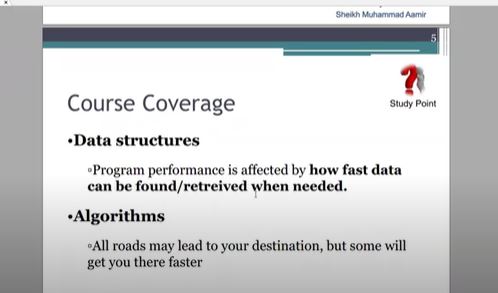 Sheikh Muhammad Aamir
5
Study Point
Course Coverage
•Data structures
▫Program performance is affected by how fast data
can be found/retreived when needed.
•Algorithms
▫All roads may lead to your destination, but some will
get you there faster